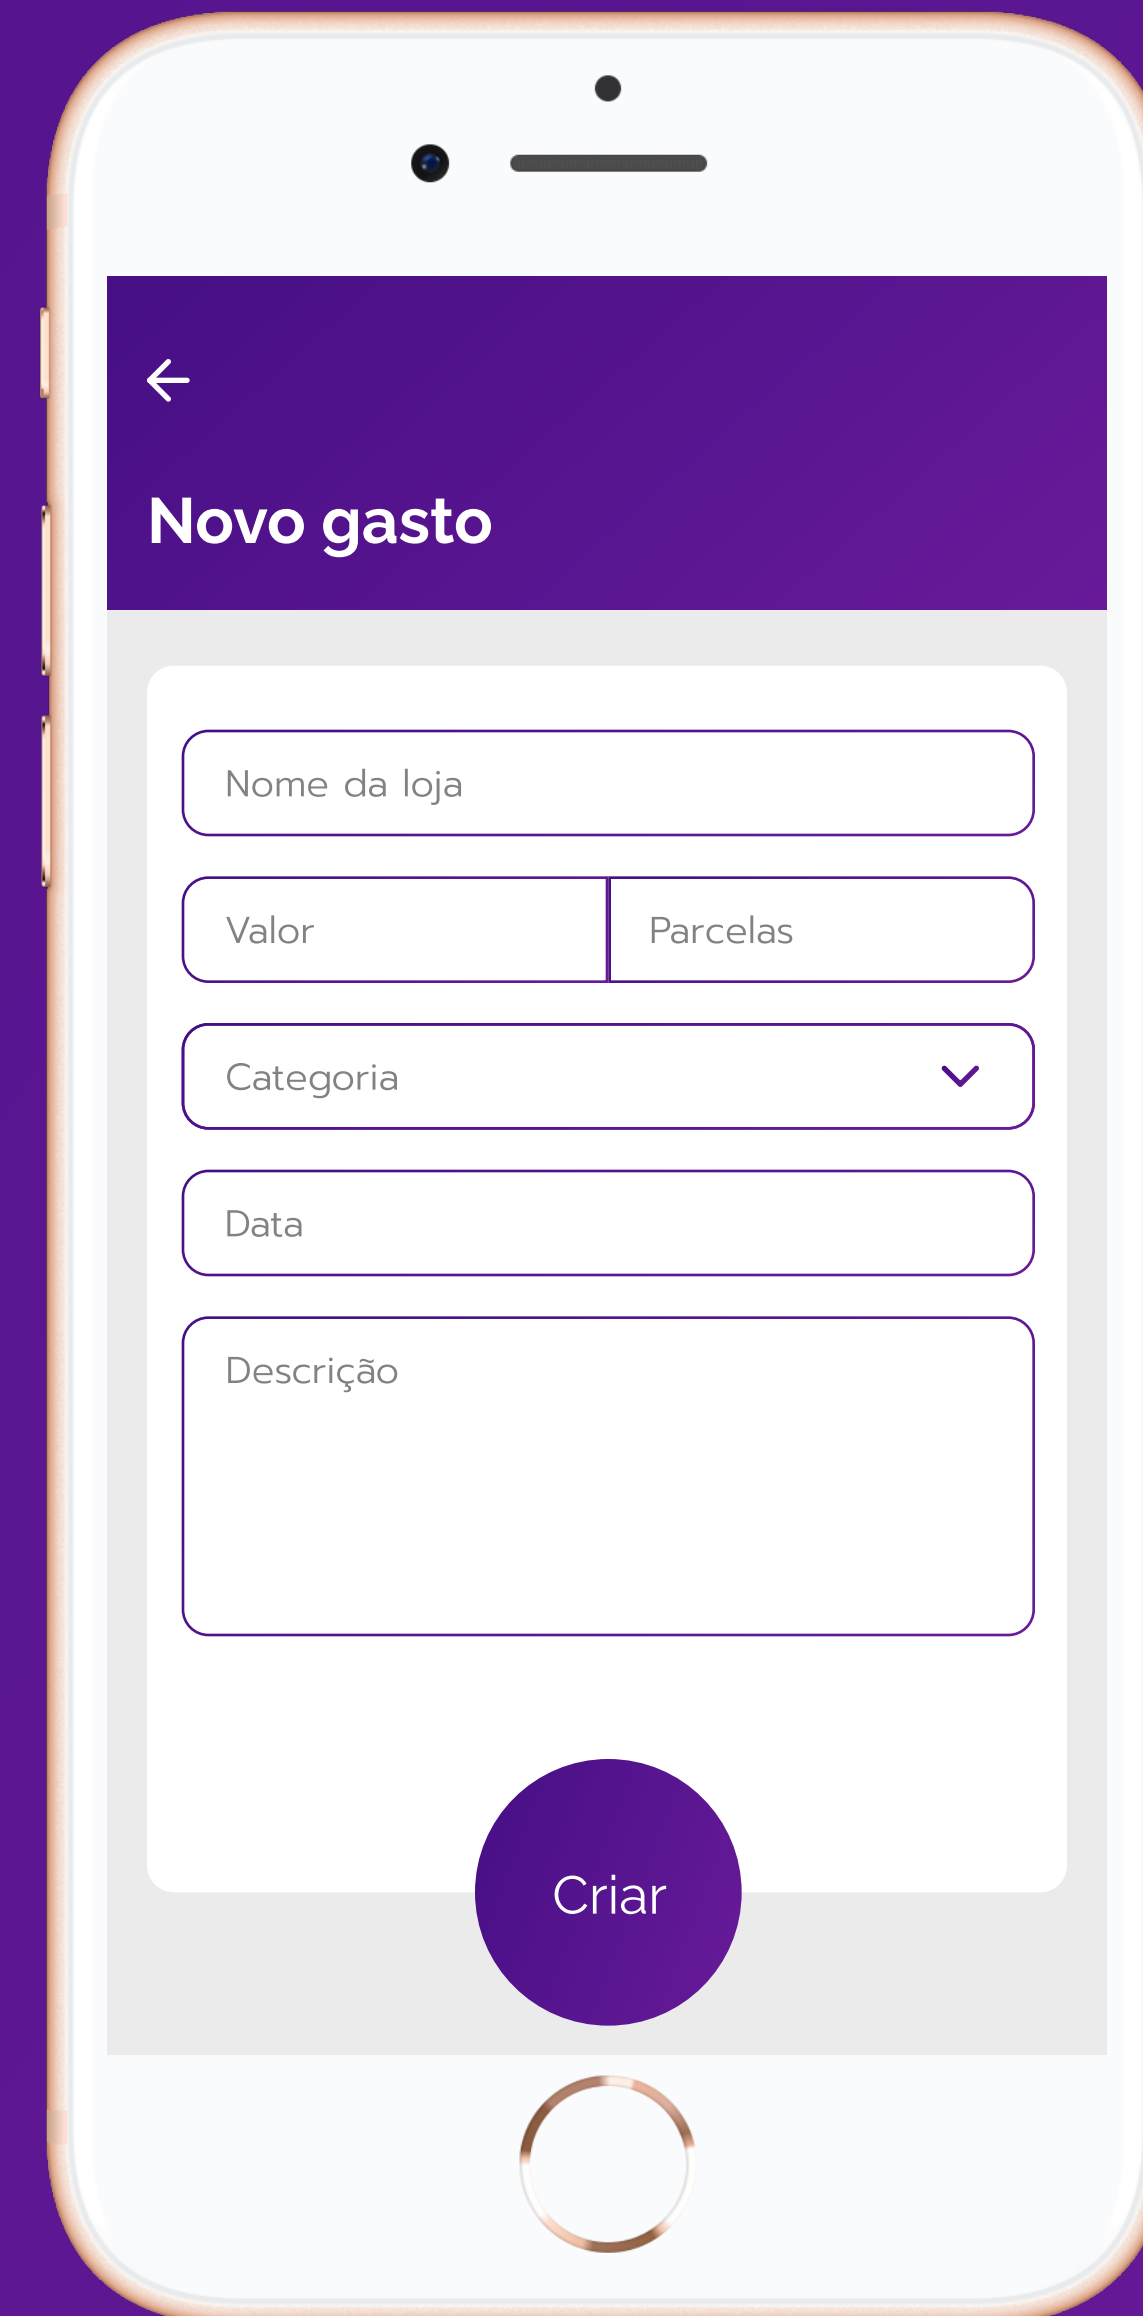 Novo gasto
Nome da loja
Valor
Parcelas
Categoria
Data
Descrição
Criar